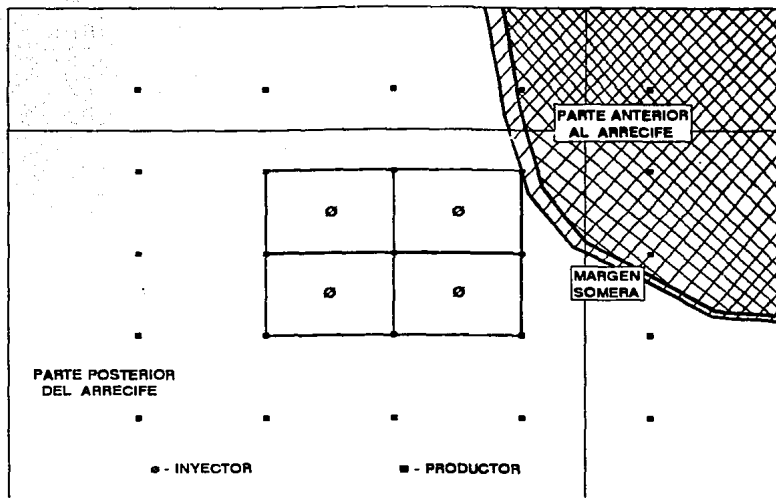 PARTE ANTERIOR
AL ARRECIFE
MARGEN
SOMERA
PARTE POSTERIOR
DEL ARRECIFE
ø - INYECTOR
■ - PRODUCTOR